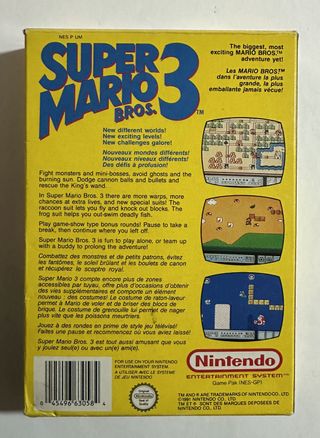 NES P UM
SUPER
MARIO
BROS. 3
TM
The biggest, most
exciting MARIO BROS.™
adventure yet!
Les MARIO BROS.™
dans l'aventure la plus
grande, la plus
emballante jamais vécue!
New different worlds!
New exciting levels!
New challenges galore!
Nouveaux mondes différents!
Nouveaux niveaux différents!
Des défis à profusion!
Fight monsters and mini-bosses, avoid ghosts and the
burning sun. Dodge cannon balls and bullets and
rescue the King's wand.
In Super Mario Bros. 3 there are more warps, more
chances at extra lives, and new special suits! The
raccoon suit lets you fly and knock out blocks. The
frog suit helps you out-swim deadly fish.
Play game-show type bonus rounds! Pause to take a
break, then continue where you left off.
Super Mario Bros. 3 is fun to play alone, or team up
with a buddy to prolong the adventure!
Combattez des monstres et de petits patrons, évitez
les fantômes, le soleil brûlant et les boulets de canon
et récupérez le sceptre royal.
Super Mario 3 compte encore plus de zones
accessibles par tuyau, offre plus d'occasions d'obtenir
des vies supplémentaires et comporte un élément
nouveau : des costumes! Le costume de raton-laveur
permet à Mario de voler et de briser des blocs de
brique. Le costume de grenouille lui permet de nager
plus vite que les poissons meurtriers.
Jouez à des rondes en prime de style jeu télévisé!
Faites une pause et recommencez où vous aviez laissé!
Super Mario Bros. 3 est tout aussi amusant que vous
y jouiez seul(e) ou avec un(e) ami(e).
0 45496 63058 4
FOR USE ON YOUR NINTENDO
ENTERTAINMENT SYSTEM
A UTILISER AVEC LE SYSTEME
DE JEU NINTENDO
Nintendo
ENTERTAINMENT SYSTEM™
Game Pak (NES-GP)
TM AND ® ARE TRADEMARKS OF NINTENDO CO. LTD.
©1991 NINTENDO CO., LTD.
TM ET ® SONT DES MARQUES DEPOSÉES DE
NINTENDO CO., LTD